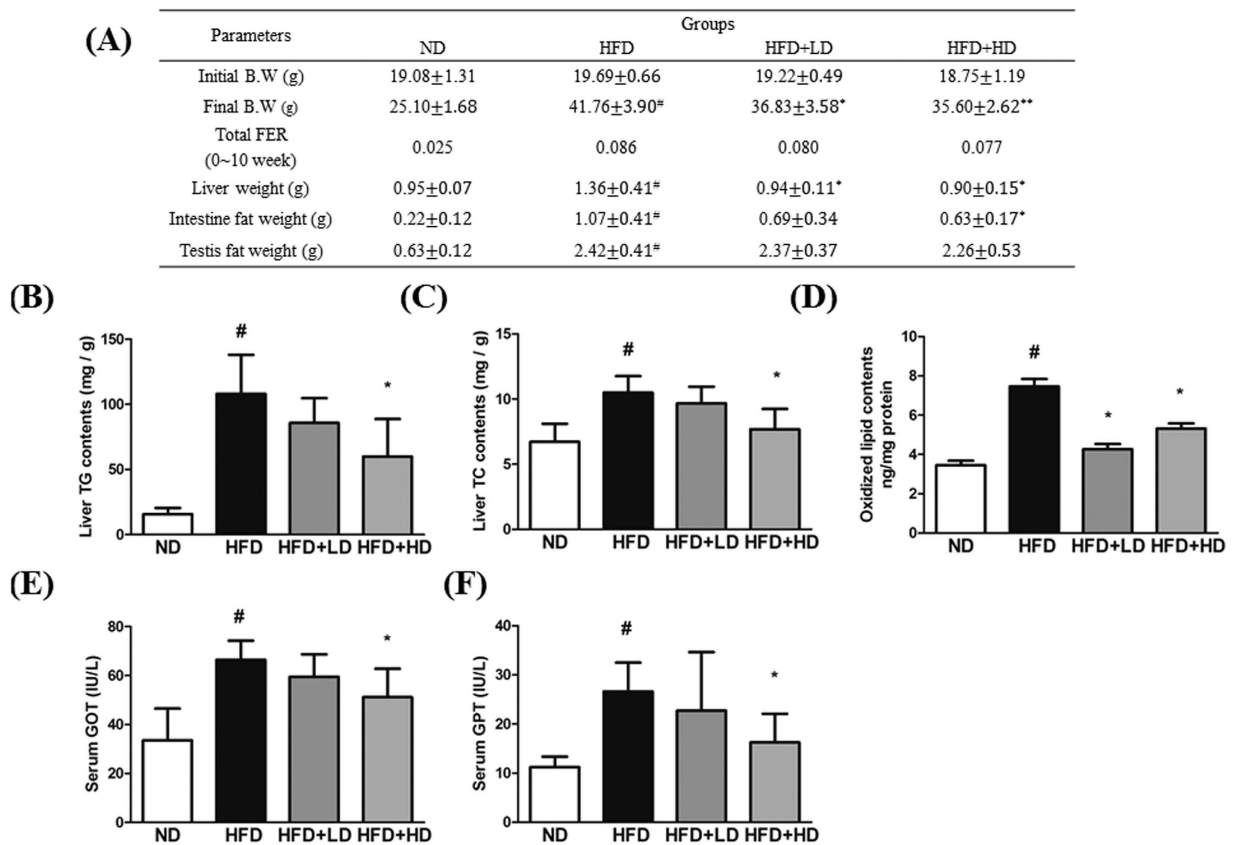 (A)
Parameters Groups
ND HFD HFD+LD HFD+HD
Initial B.W (g) 19.08±1.31 19.69±0.66 19.22±0.49 18.75±1.19
Final B.W (g) 25.10±1.68 41.76±3.90# 36.83±3.58* 35.60±2.62**
Total FER
(0~10 week) 0.025 0.086 0.080 0.077
Liver weight (g) 0.95±0.07 1.36±0.41# 0.94±0.11* 0.90±0.15*
Intestine fat weight (g) 0.22±0.12 1.07±0.41# 0.69±0.34 0.63±0.17*
Testis fat weight (g) 0.63±0.12 2.42±0.41# 2.37±0.37 2.26±0.53
(B)
Liver TG contents (mg / g)
150
100
50
0
#
*
ND HFD HFD+LD HFD+HD
(C)
Liver TC contents (mg / g)
15
10
5
0
#
*
ND HFD HFD+LD HFD+HD
(D)
Oxidized lipid contents
ng/mg protein
10
8
6
4
2
0
#
*
*
ND HFD HFD+LD HFD+HD
(E)
Serum GOT (IU/L)
80
60
40
20
0
#
*
ND HFD HFD+LD HFD+HD
(F)
Serum GPT (IU/L)
40
30
20
10
0
#
*
ND HFD HFD+LD HFD+HD